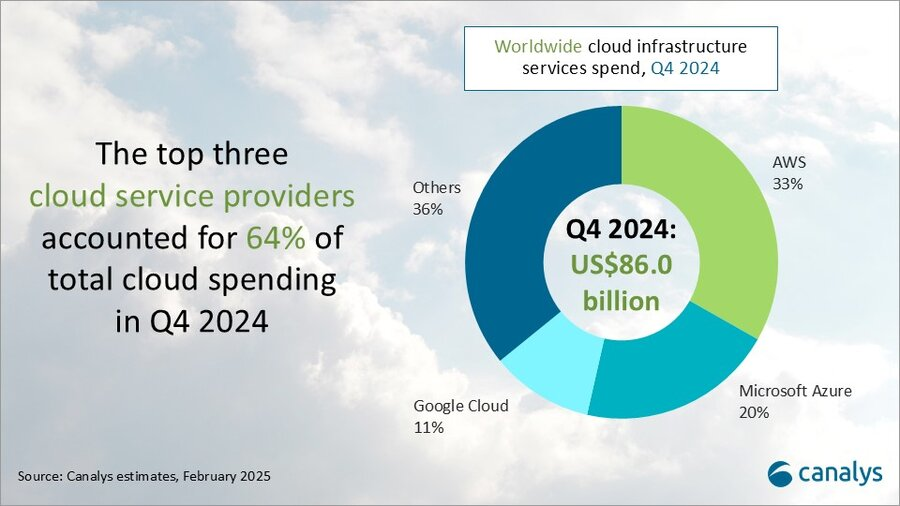 Worldwide cloud infrastructure
services spend, Q4 2024
The top three
cloud service providers
accounted for 64% of
total cloud spending
in Q4 2024
Others
36%
AWS
33%
Q4 2024:
US$86.0
billion
Google Cloud
11%
Microsoft Azure
20%
Source: Canalys estimates, February 2025
canalys